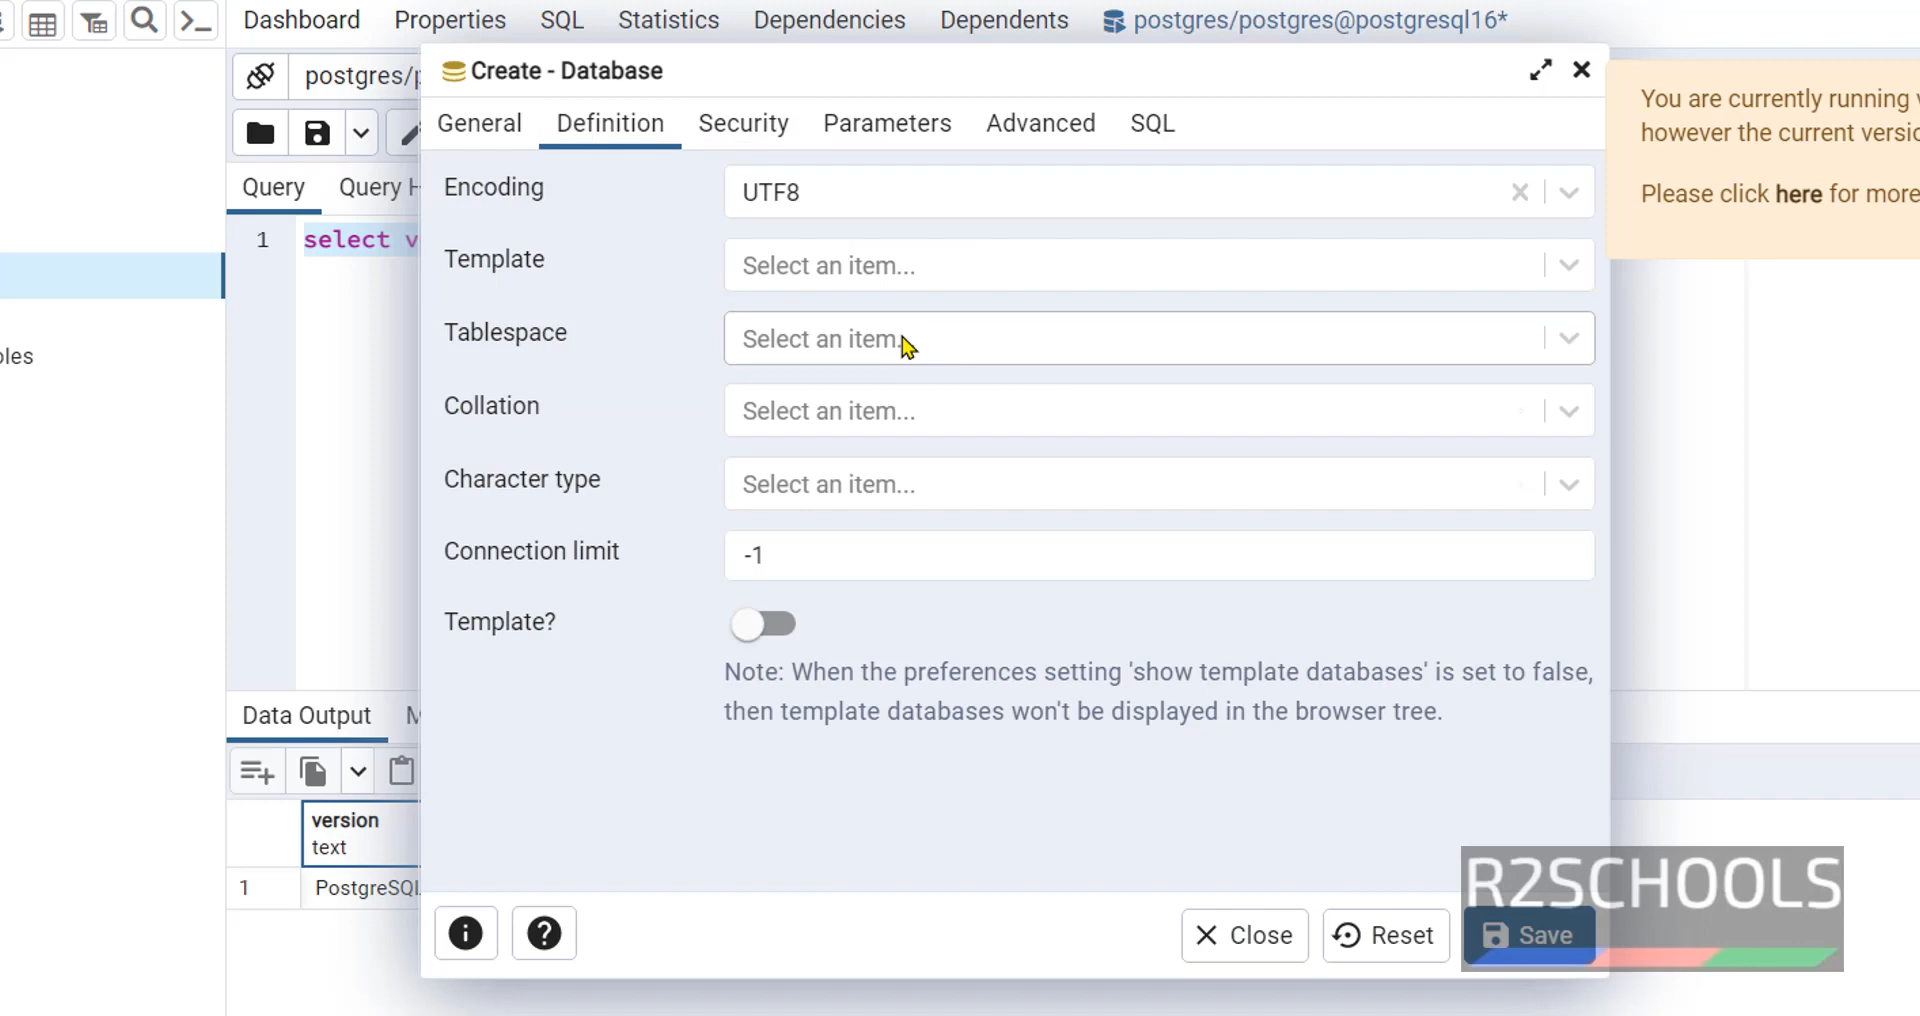 Dashboard Properties SQL Statistics Dependencies Dependents postgres/postgres@postgresql16*
postgres/p
Create - Database
General Definition Security Parameters Advanced SQL
You are currently running
however the current versio
Please click here for more
Query Query H
1 select v
Encoding UTF8
Template Select an item...
Tablespace Select an item...
oles
Collation Select an item...
Character type Select an item...
Connection limit -1
Template?
Note: When the preferences setting 'show template databases' is set to false,
then template databases won't be displayed in the browser tree.
Data Output M
version
text
1 PostgreSQL
Close Reset Save
R2SCHOOLS